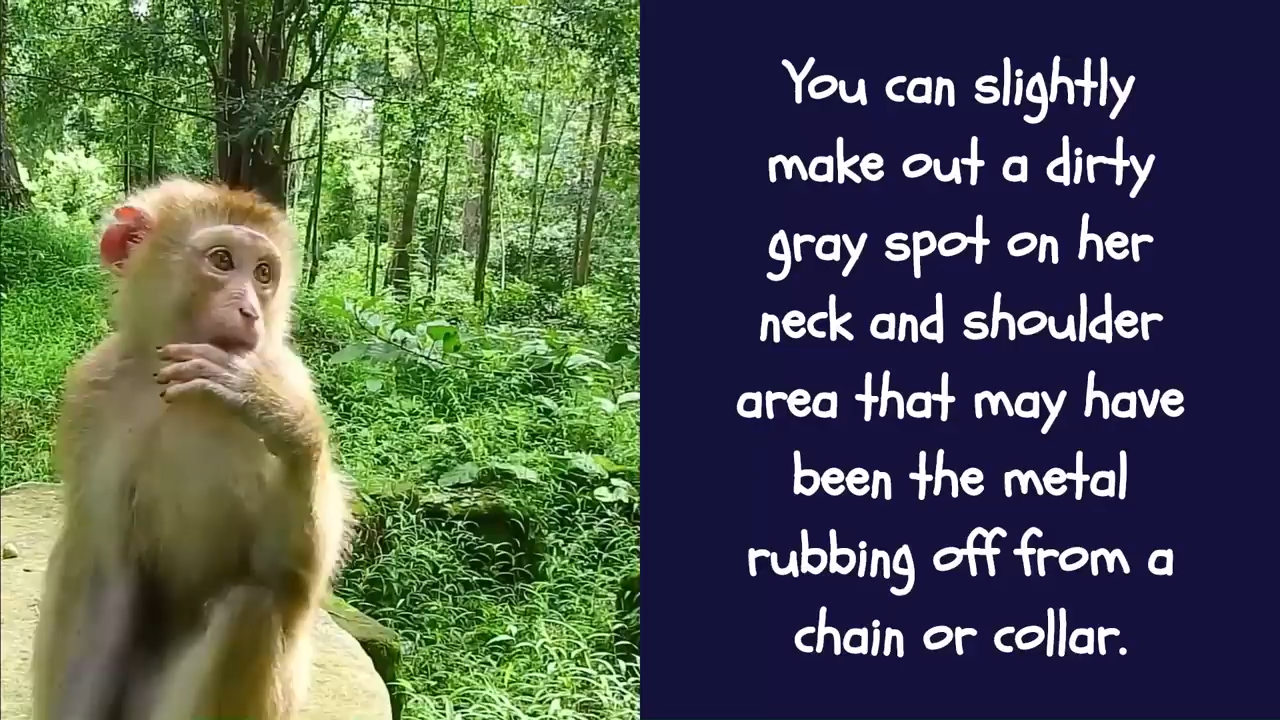 You can slightly
make out a dirty
gray spot on her
neck and shoulder
area that may have
been the metal
rubbing off from a
chain or collar.